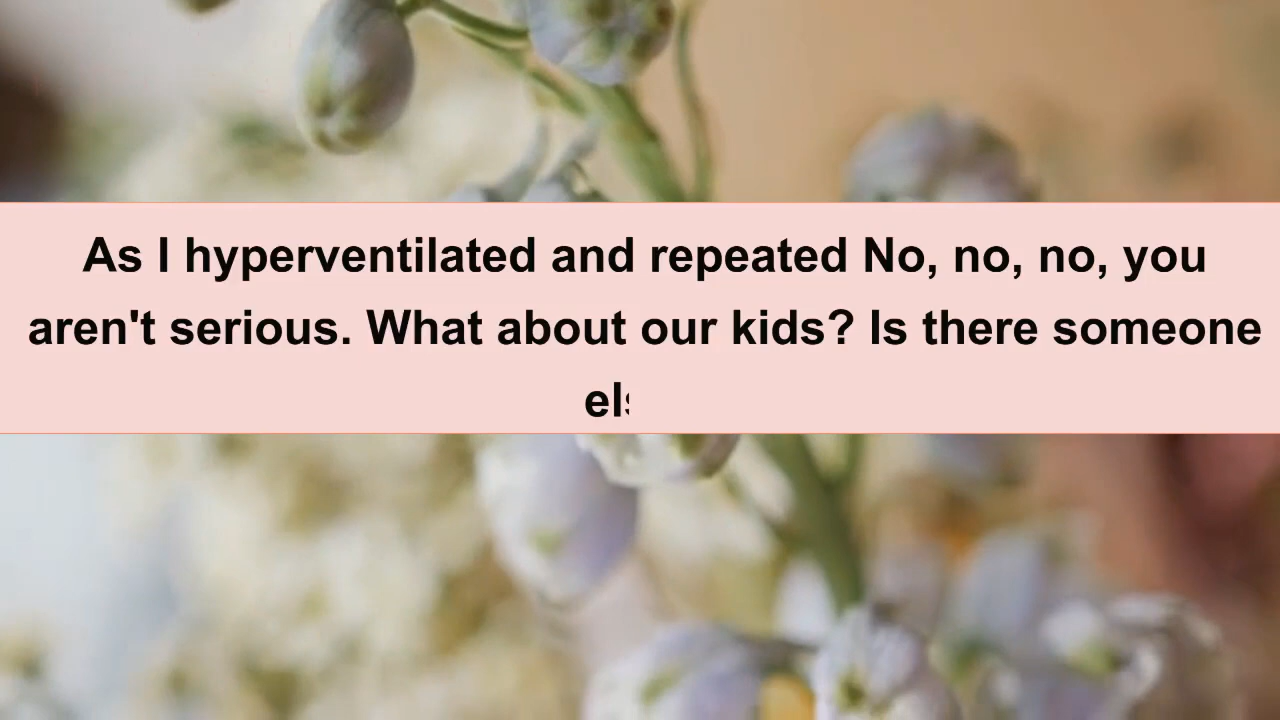 As I hyperventilated and repeated No, no, no, you
aren't serious. What about our kids? Is there someone